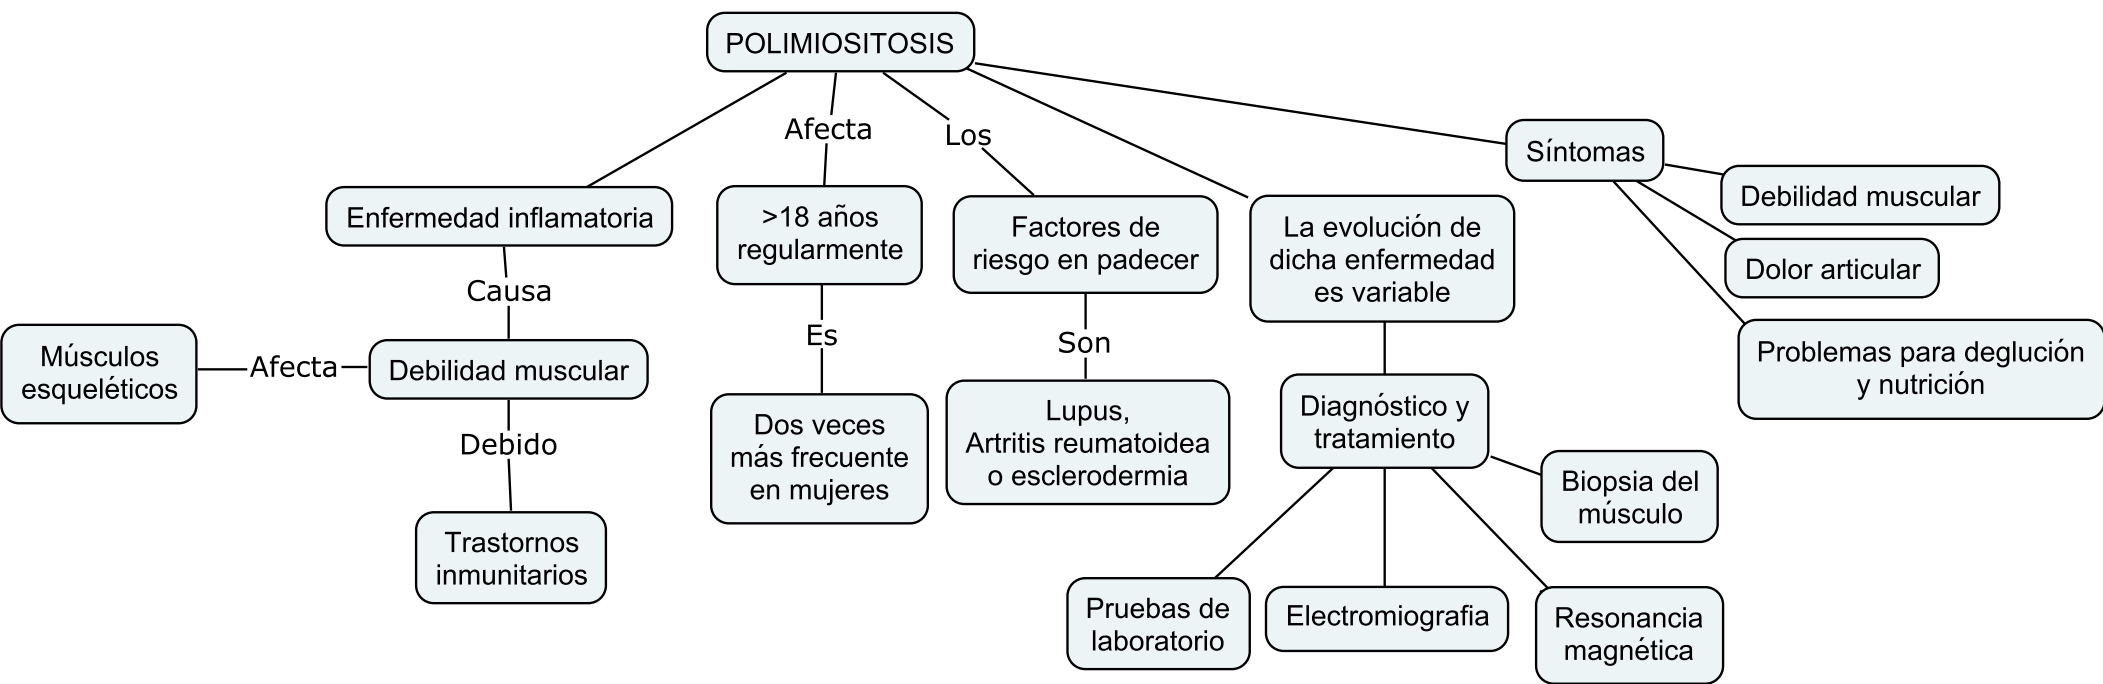 POLIMIOSITOSIS
Afecta
Los
Síntomas
Debilidad muscular
Dolor articular
Problemas para deglución
y nutrición
Enfermedad inflamatoria
Causa
Debilidad muscular
Afecta
Músculos
esqueléticos
Debido
Trastornos
inmunitarios
>18 años
regularmente
Es
Dos veces
más frecuente
en mujeres
Factores de
riesgo en padecer
Son
Lupus,
Artritis reumatoidea
o esclerodermia
La evolución de
dicha enfermedad
es variable
Diagnóstico y
tratamiento
Biopsia del
músculo
Pruebas de
laboratorio
Electromiografia
Resonancia
magnética